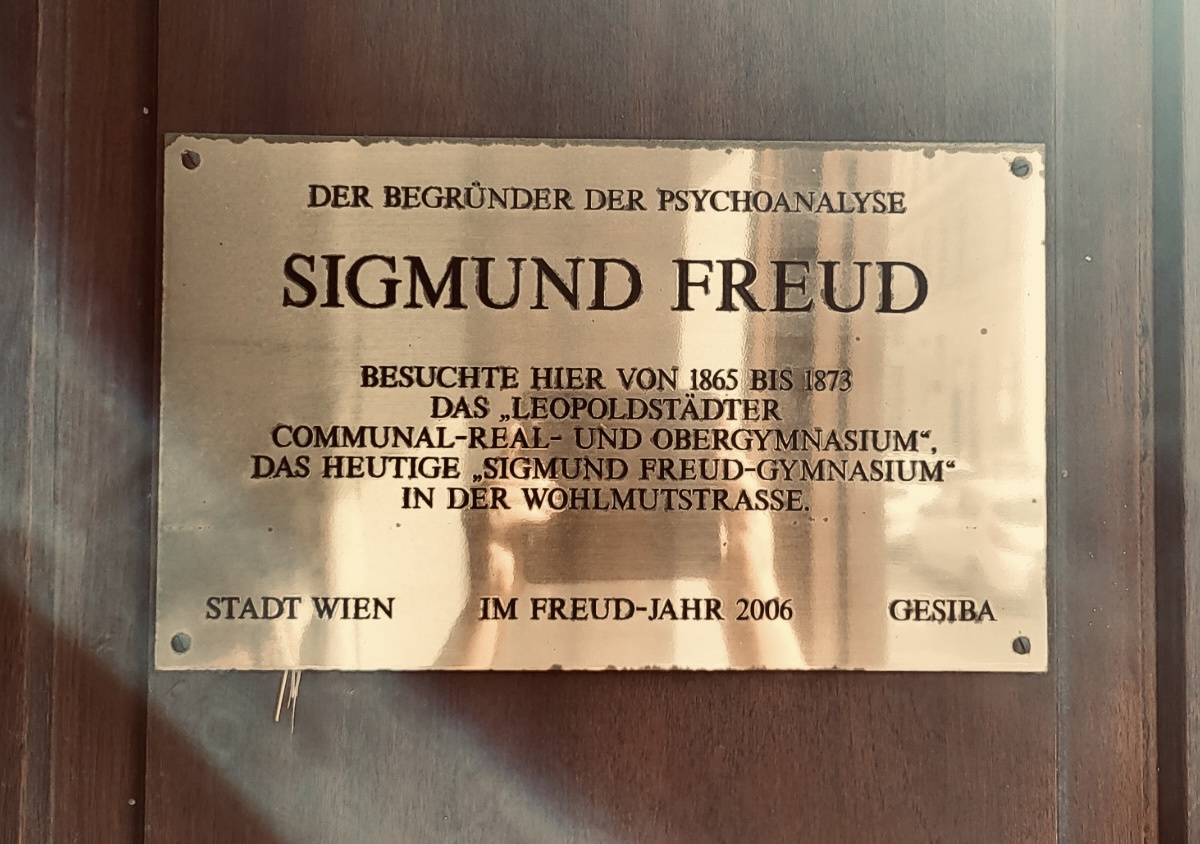 DER BEGRÜNDER DER PSYCHOANALYSE
SIGMUND FREUD
BESUCHTE HIER VON 1865 BIS 1873
DAS „LEOPOLDSTÄDTER
COMMUNAL-REAL- UND OBERGYMNASIUM“,
DAS HEUTIGE „SIGMUND FREUD-GYMNASIUM“
IN DER WOHLMUTSTRASSE.
STADT WIEN IM FREUD-JAHR 2006 GESIBA